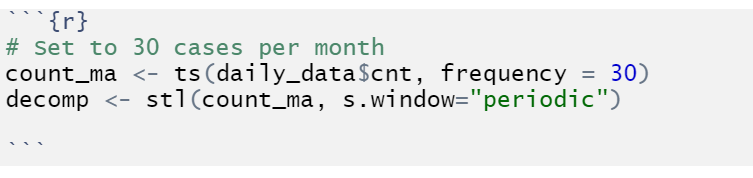 ```{r}
# Set to 30 cases per month
count_ma <- ts(daily_data$cnt, frequency = 30)
decomp <- stl(count_ma, s.window="periodic")
```